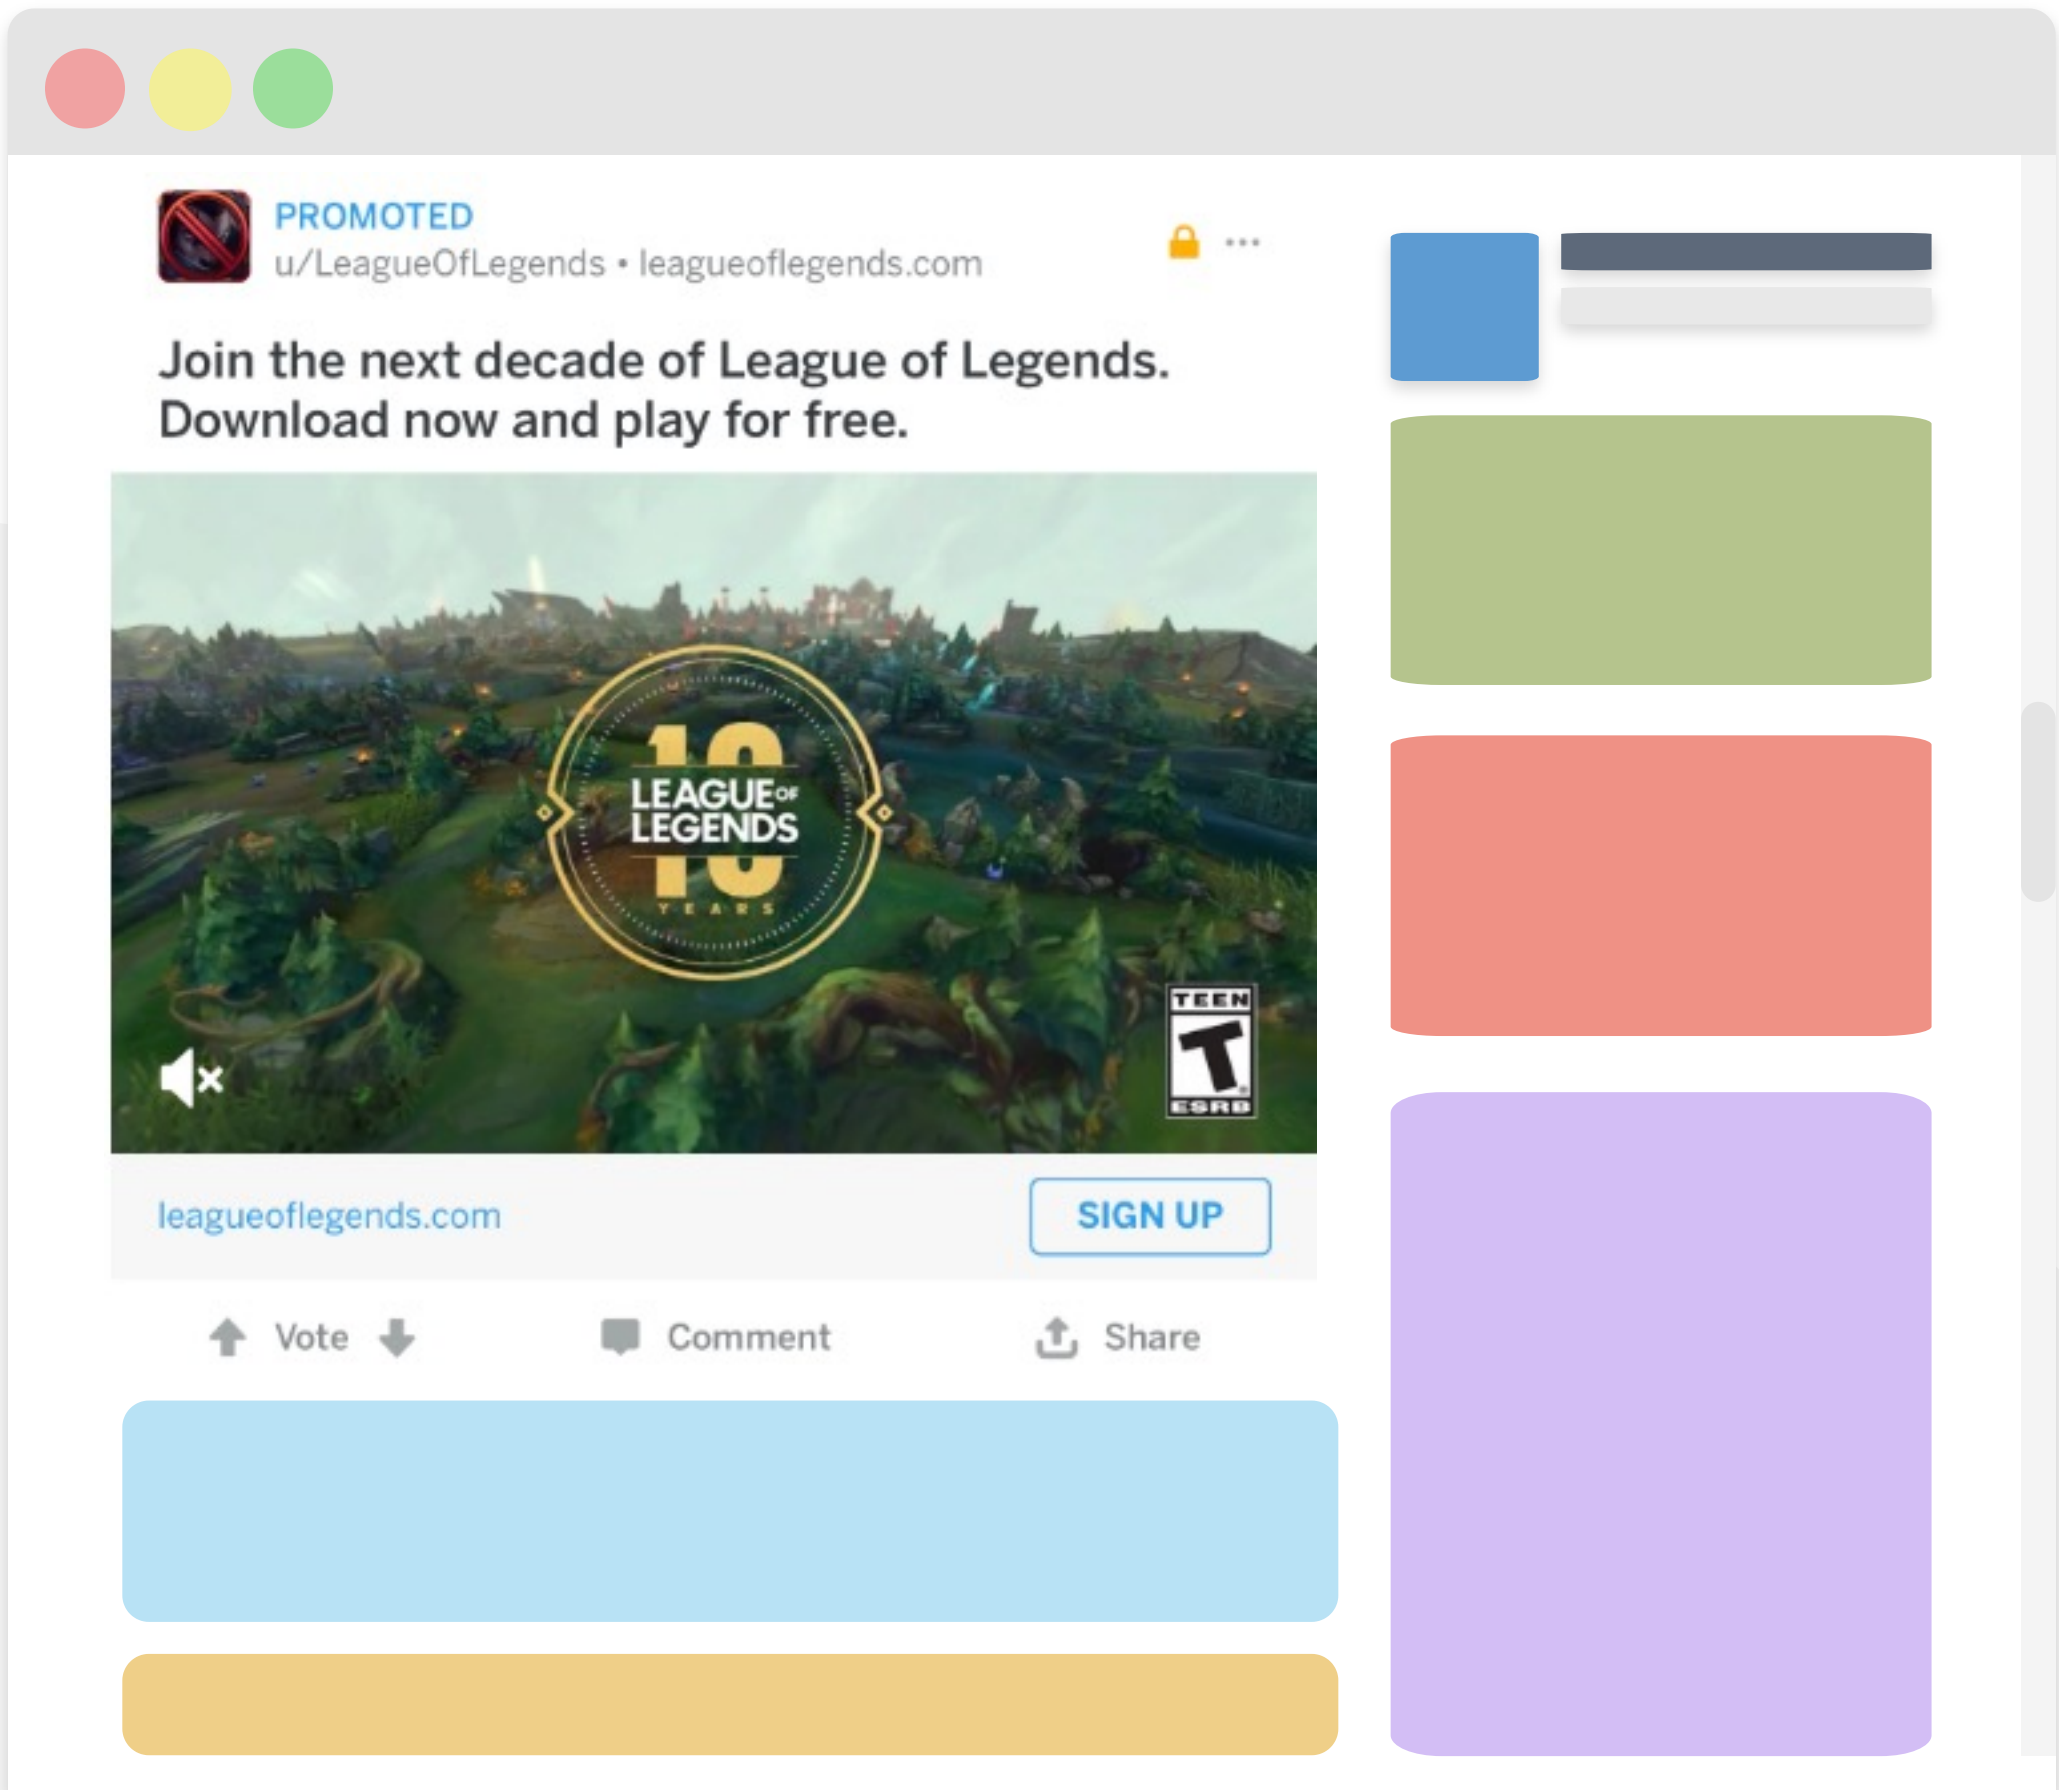 PROMOTED
u/LeagueOfLegends • leagueoflegends.com
Join the next decade of League of Legends.
Download now and play for free.
10
LEAGUE OF
LEGENDS
YEARS
TEEN
T
ESRB
leagueoflegends.com
SIGN UP
Vote
Comment
Share